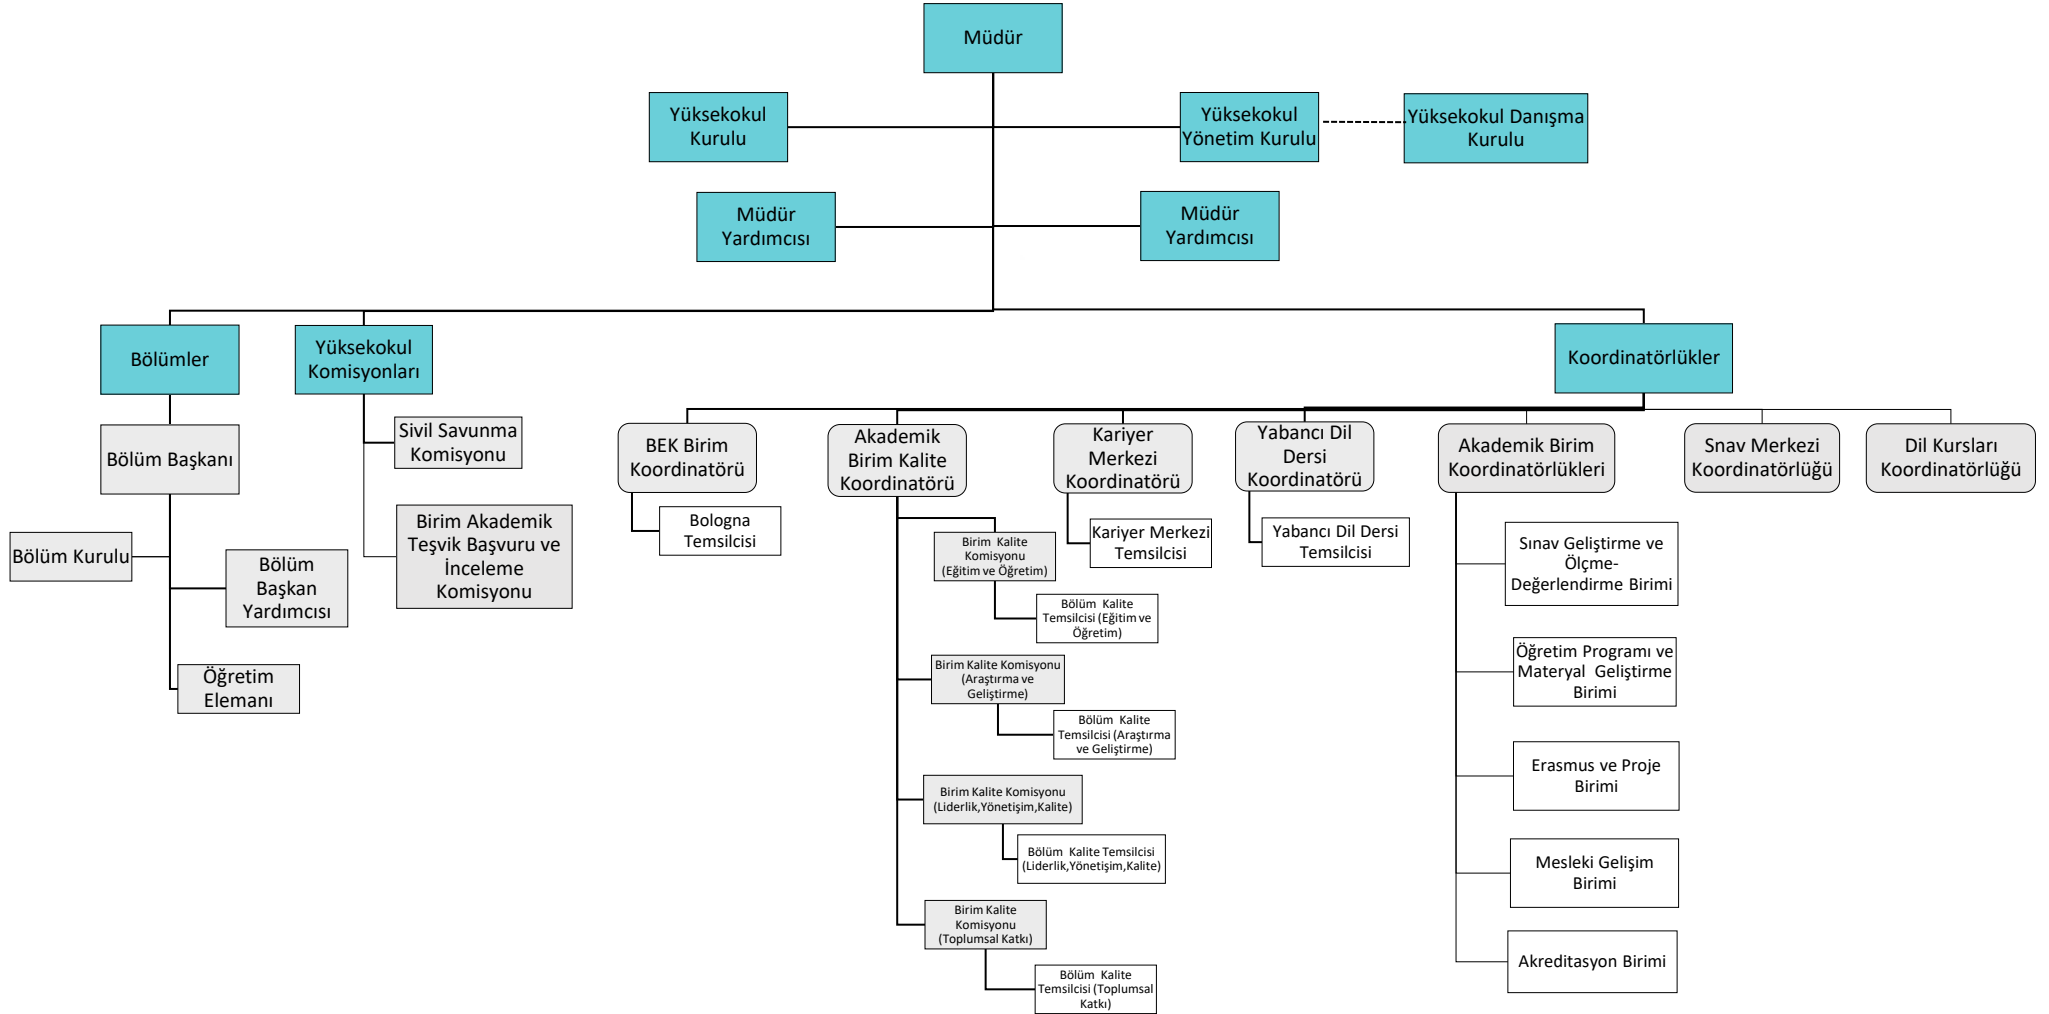 Müdür
Yüksekokul
Kurulu
Yüksekokul
Yönetim Kurulu
Yüksekokul Danışma
Kurulu
Müdür
Yardımcısı
Müdür
Yardımcısı
Bölümler
Yüksekokul
Komisyonları
Koordinatörlükler
Bölüm Başkanı
Bölüm Kurulu
Bölüm
Başkan
Yardımcısı
Öğretim
Elemanı
Sivil Savunma
Komisyonu
Birim Akademik
Teşvik Başvuru ve
İnceleme
Komisyonu
BEK Birim
Koordinatörü
Bologna
Temsilcisi
Akademik
Birim Kalite
Koordinatörü
Birim Kalite
Komisyonu
(Eğitim ve Öğretim)
Bölüm Kalite
Temsilcisi (Eğitim ve
Öğretim)
Birim Kalite Komisyonu
(Araştırma ve
Geliştirme)
Bölüm Kalite
Temsilcisi (Araştırma
ve Geliştirme)
Birim Kalite Komisyonu
(Liderlik,Yönetişim,Kalite)
Bölüm Kalite Temsilcisi
(Liderlik,Yönetişim,Kalite)
Birim Kalite
Komisyonu
(Toplumsal Katkı)
Bölüm Kalite
Temsilcisi (Toplumsal
Katkı)
Kariyer
Merkezi
Koordinatörü
Kariyer Merkezi
Temsilcisi
Yabancı Dil
Dersi
Koordinatörü
Yabancı Dil Dersi
Temsilcisi
Akademik Birim
Koordinatörlükleri
Sınav Geliştirme ve
Ölçme-
Değerlendirme Birimi
Öğretim Programı ve
Materyal Geliştirme
Birimi
Erasmus ve Proje
Birimi
Mesleki Gelişim
Birimi
Akreditasyon Birimi
Snav Merkezi
Koordinatörlüğü
Dil Kursları
Koordinatörlüğü